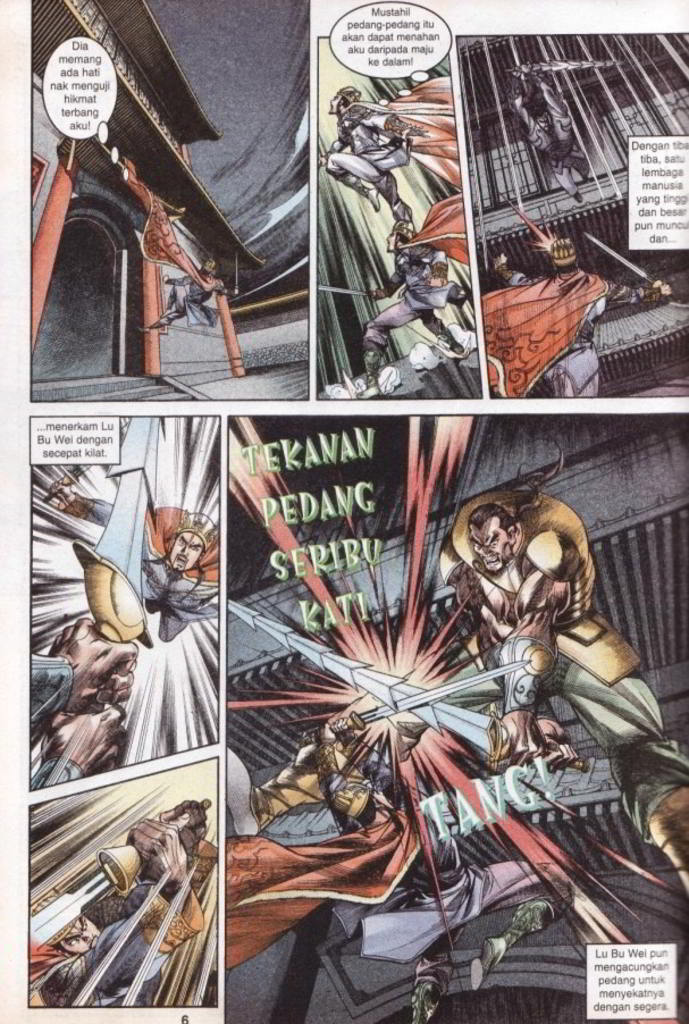 Dia
memang
ada hati
nak menguji
hikmat
terbang
aku!
Mustahil
pedang-pedang itu
akan dapat menahan
aku daripada maju
ke dalam!
Dengan tiba
tiba, satu
lembaga
manusia
yang tinggi
dan besar
pun muncul
dan...
...menerkam Lu
Bu Wei dengan
secepat kilat.
TEKANAN
PEDANG
SERIBU
KATI
TANG!
Lu Bu Wei pun
mengacungkan
pedang untuk
menyekatnya
dengan segera.
6